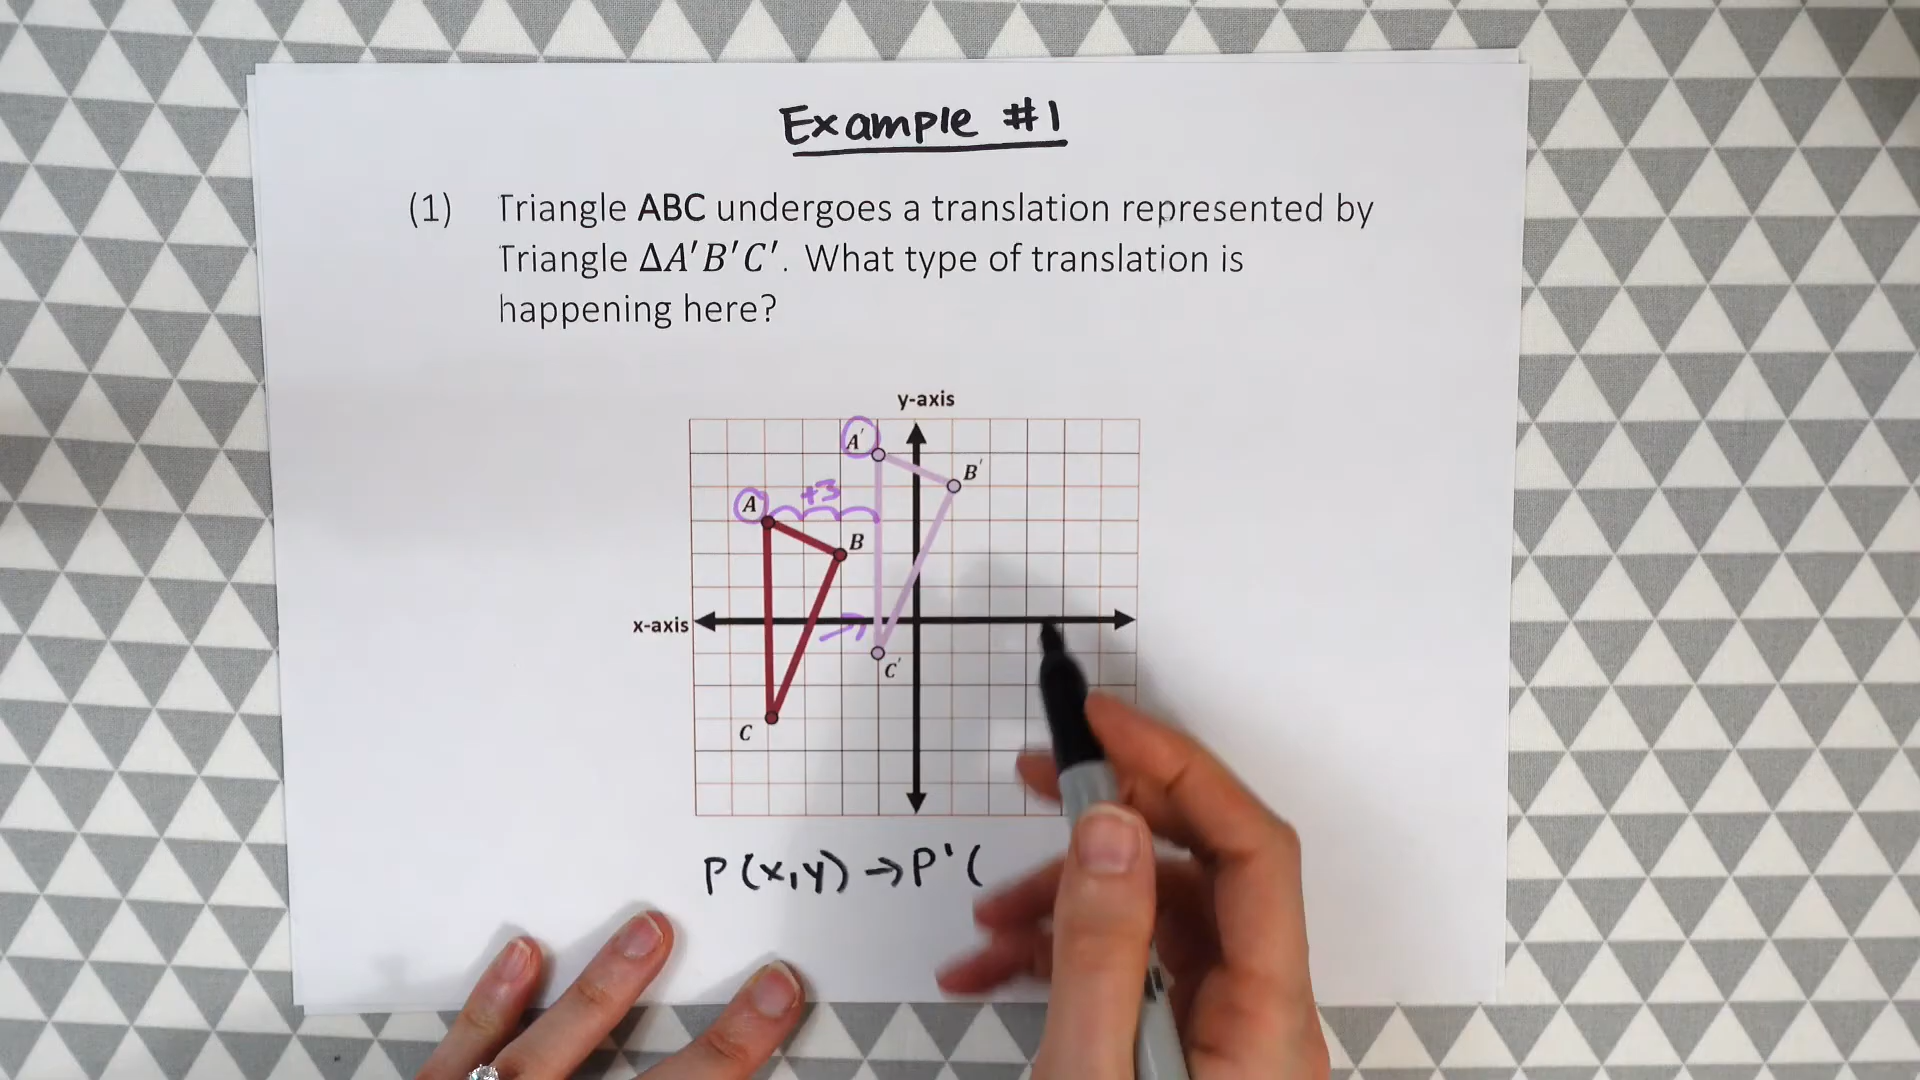 Example #1
(1) Triangle ABC undergoes a translation represented by
Triangle ΔA′B′C′. What type of translation is
happening here?
y-axis
A′
B′
+3
A
B
x-axis
C′
C
P(x,y) → P'(